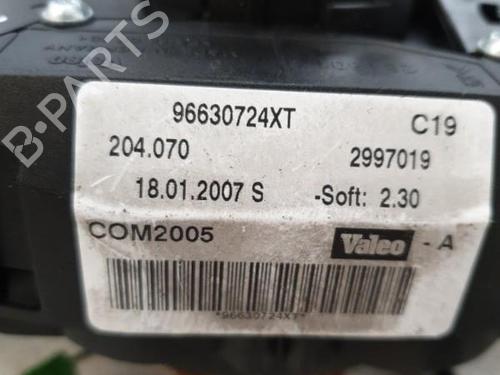 96630724XT C19
204.070 2997019
18.01.2007 S -Soft: 2.30
COM2005 Valeo - A
*96630724XT*
B-PARTS